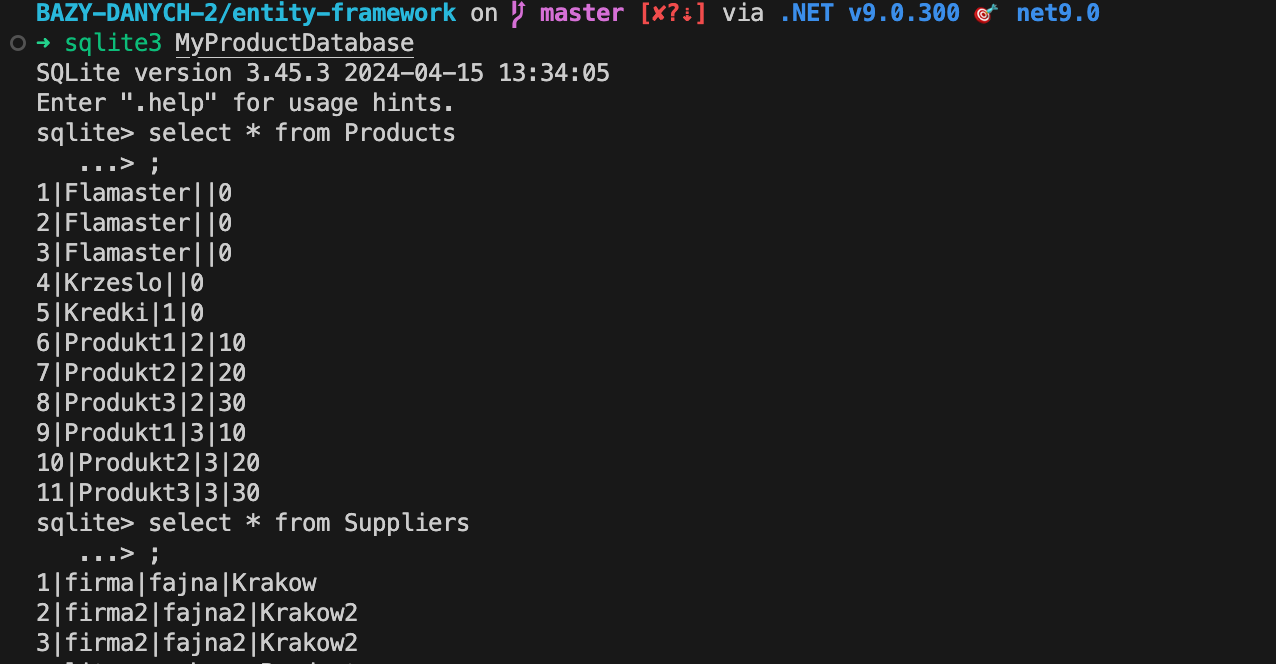 BAZY-DANYCH-2/entity-framework on master [✘?⇣] via .NET v9.0.300 🎯 net9.0
➜ sqlite3 MyProductDatabase
SQLite version 3.45.3 2024-04-15 13:34:05
Enter ".help" for usage hints.
sqlite> select * from Products
...> ;
1|Flamaster||0
2|Flamaster||0
3|Flamaster||0
4|Krzeslo||0
5|Kredki|1|0
6|Produkt1|2|10
7|Produkt2|2|20
8|Produkt3|2|30
9|Produkt1|3|10
10|Produkt2|3|20
11|Produkt3|3|30
sqlite> select * from Suppliers
...> ;
1|firma|fajna|Krakow
2|firma2|fajna2|Krakow2
3|firma2|fajna2|Krakow2